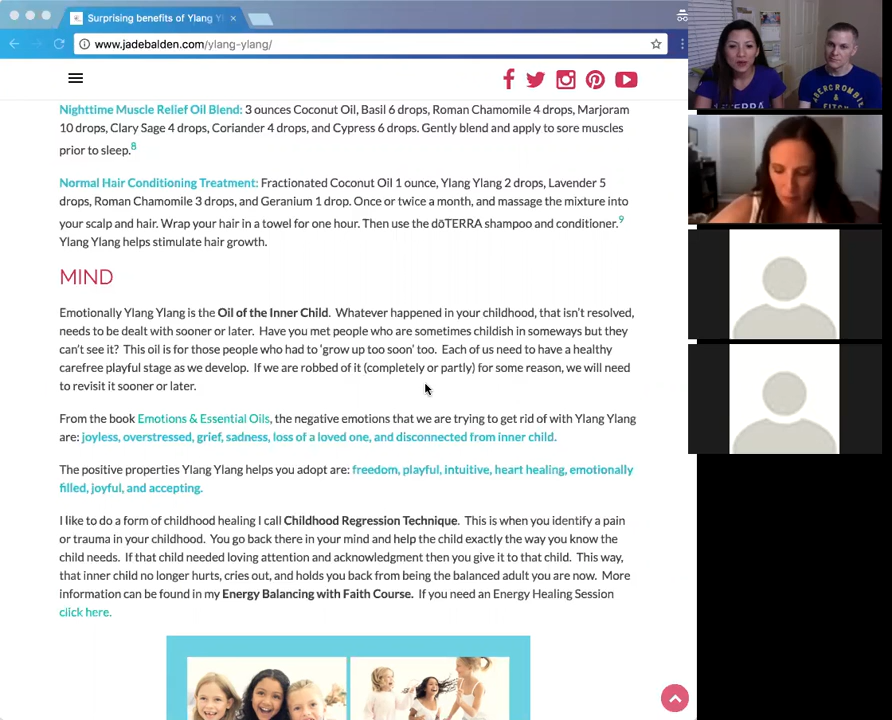 Surprising benefits of Ylang Y
www.jadebalden.com/ylang-ylang/
Nighttime Muscle Relief Oil Blend: 3 ounces Coconut Oil, Basil 6 drops, Roman Chamomile 4 drops, Marjoram
10 drops, Clary Sage 4 drops, Coriander 4 drops, and Cypress 6 drops. Gently blend and apply to sore muscles
prior to sleep.8
Normal Hair Conditioning Treatment: Fractionated Coconut Oil 1 ounce, Ylang Ylang 2 drops, Lavender 5
drops, Roman Chamomile 3 drops, and Geranium 1 drop. Once or twice a month, and massage the mixture into
your scalp and hair. Wrap your hair in a towel for one hour. Then use the dōTERRA shampoo and conditioner.9
Ylang Ylang helps stimulate hair growth.
MIND
Emotionally Ylang Ylang is the Oil of the Inner Child. Whatever happened in your childhood, that isn't resolved,
needs to be dealt with sooner or later. Have you met people who are sometimes childish in someways but they
can't see it? This oil is for those people who had to 'grow up too soon' too. Each of us need to have a healthy
carefree playful stage as we develop. If we are robbed of it (completely or partly) for some reason, we will need
to revisit it sooner or later.
From the book Emotions & Essential Oils, the negative emotions that we are trying to get rid of with Ylang Ylang
are: joyless, overstressed, grief, sadness, loss of a loved one, and disconnected from inner child.
The positive properties Ylang Ylang helps you adopt are: freedom, playful, intuitive, heart healing, emotionally
filled, joyful, and accepting.
I like to do a form of childhood healing I call Childhood Regression Technique. This is when you identify a pain
or trauma in your childhood. You go back there in your mind and help the child exactly the way you know the
child needs. If that child needed loving attention and acknowledgment then you give it to that child. This way,
that inner child no longer hurts, cries out, and holds you back from being the balanced adult you are now. More
information can be found in my Energy Balancing with Faith Course. If you need an Energy Healing Session
click here.
ABERCROMBIE
& FITCH